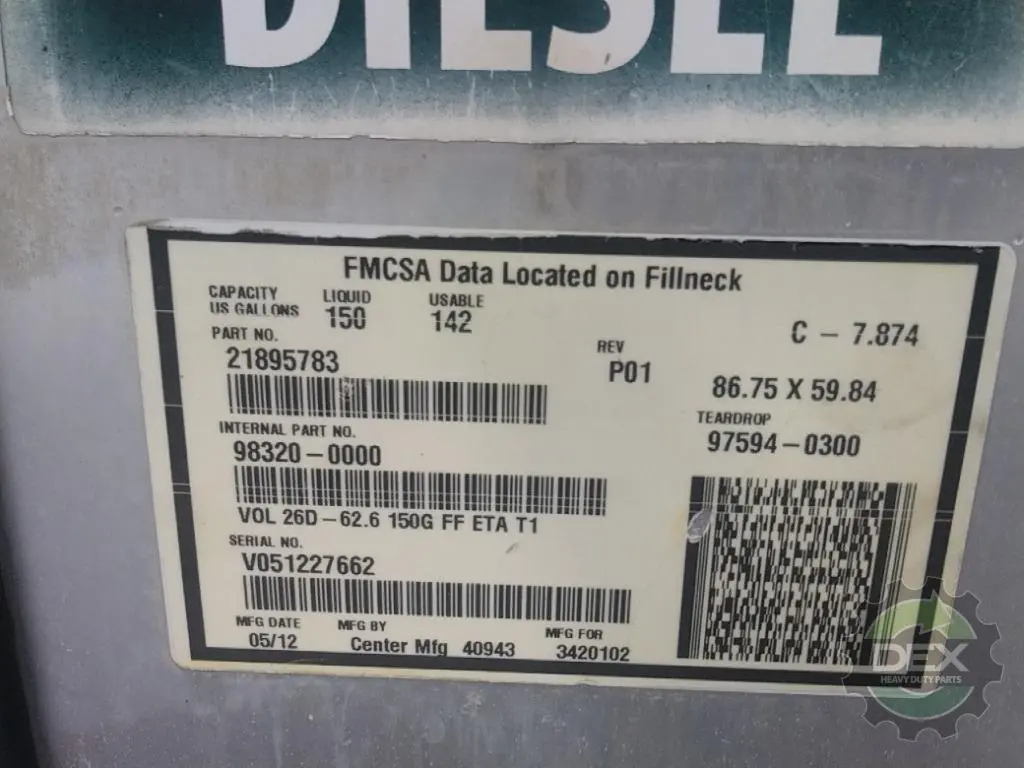 DIESEL
FMCSA Data Located on Fillneck
CAPACITY
US GALLONS
LIQUID
150
USABLE
142
C – 7.874
PART NO.
21895783
REV
P01
86.75 X 59.84
TEARDROP
97594-0300
INTERNAL PART NO.
98320-0000
VOL 26D-62.6 150G FF ETA T1
SERIAL NO.
V051227662
MFG DATE
05/12
MFG BY
Center Mfg 40943
MFG FOR
3420102
DEX
HEAVY DUTY PARTS